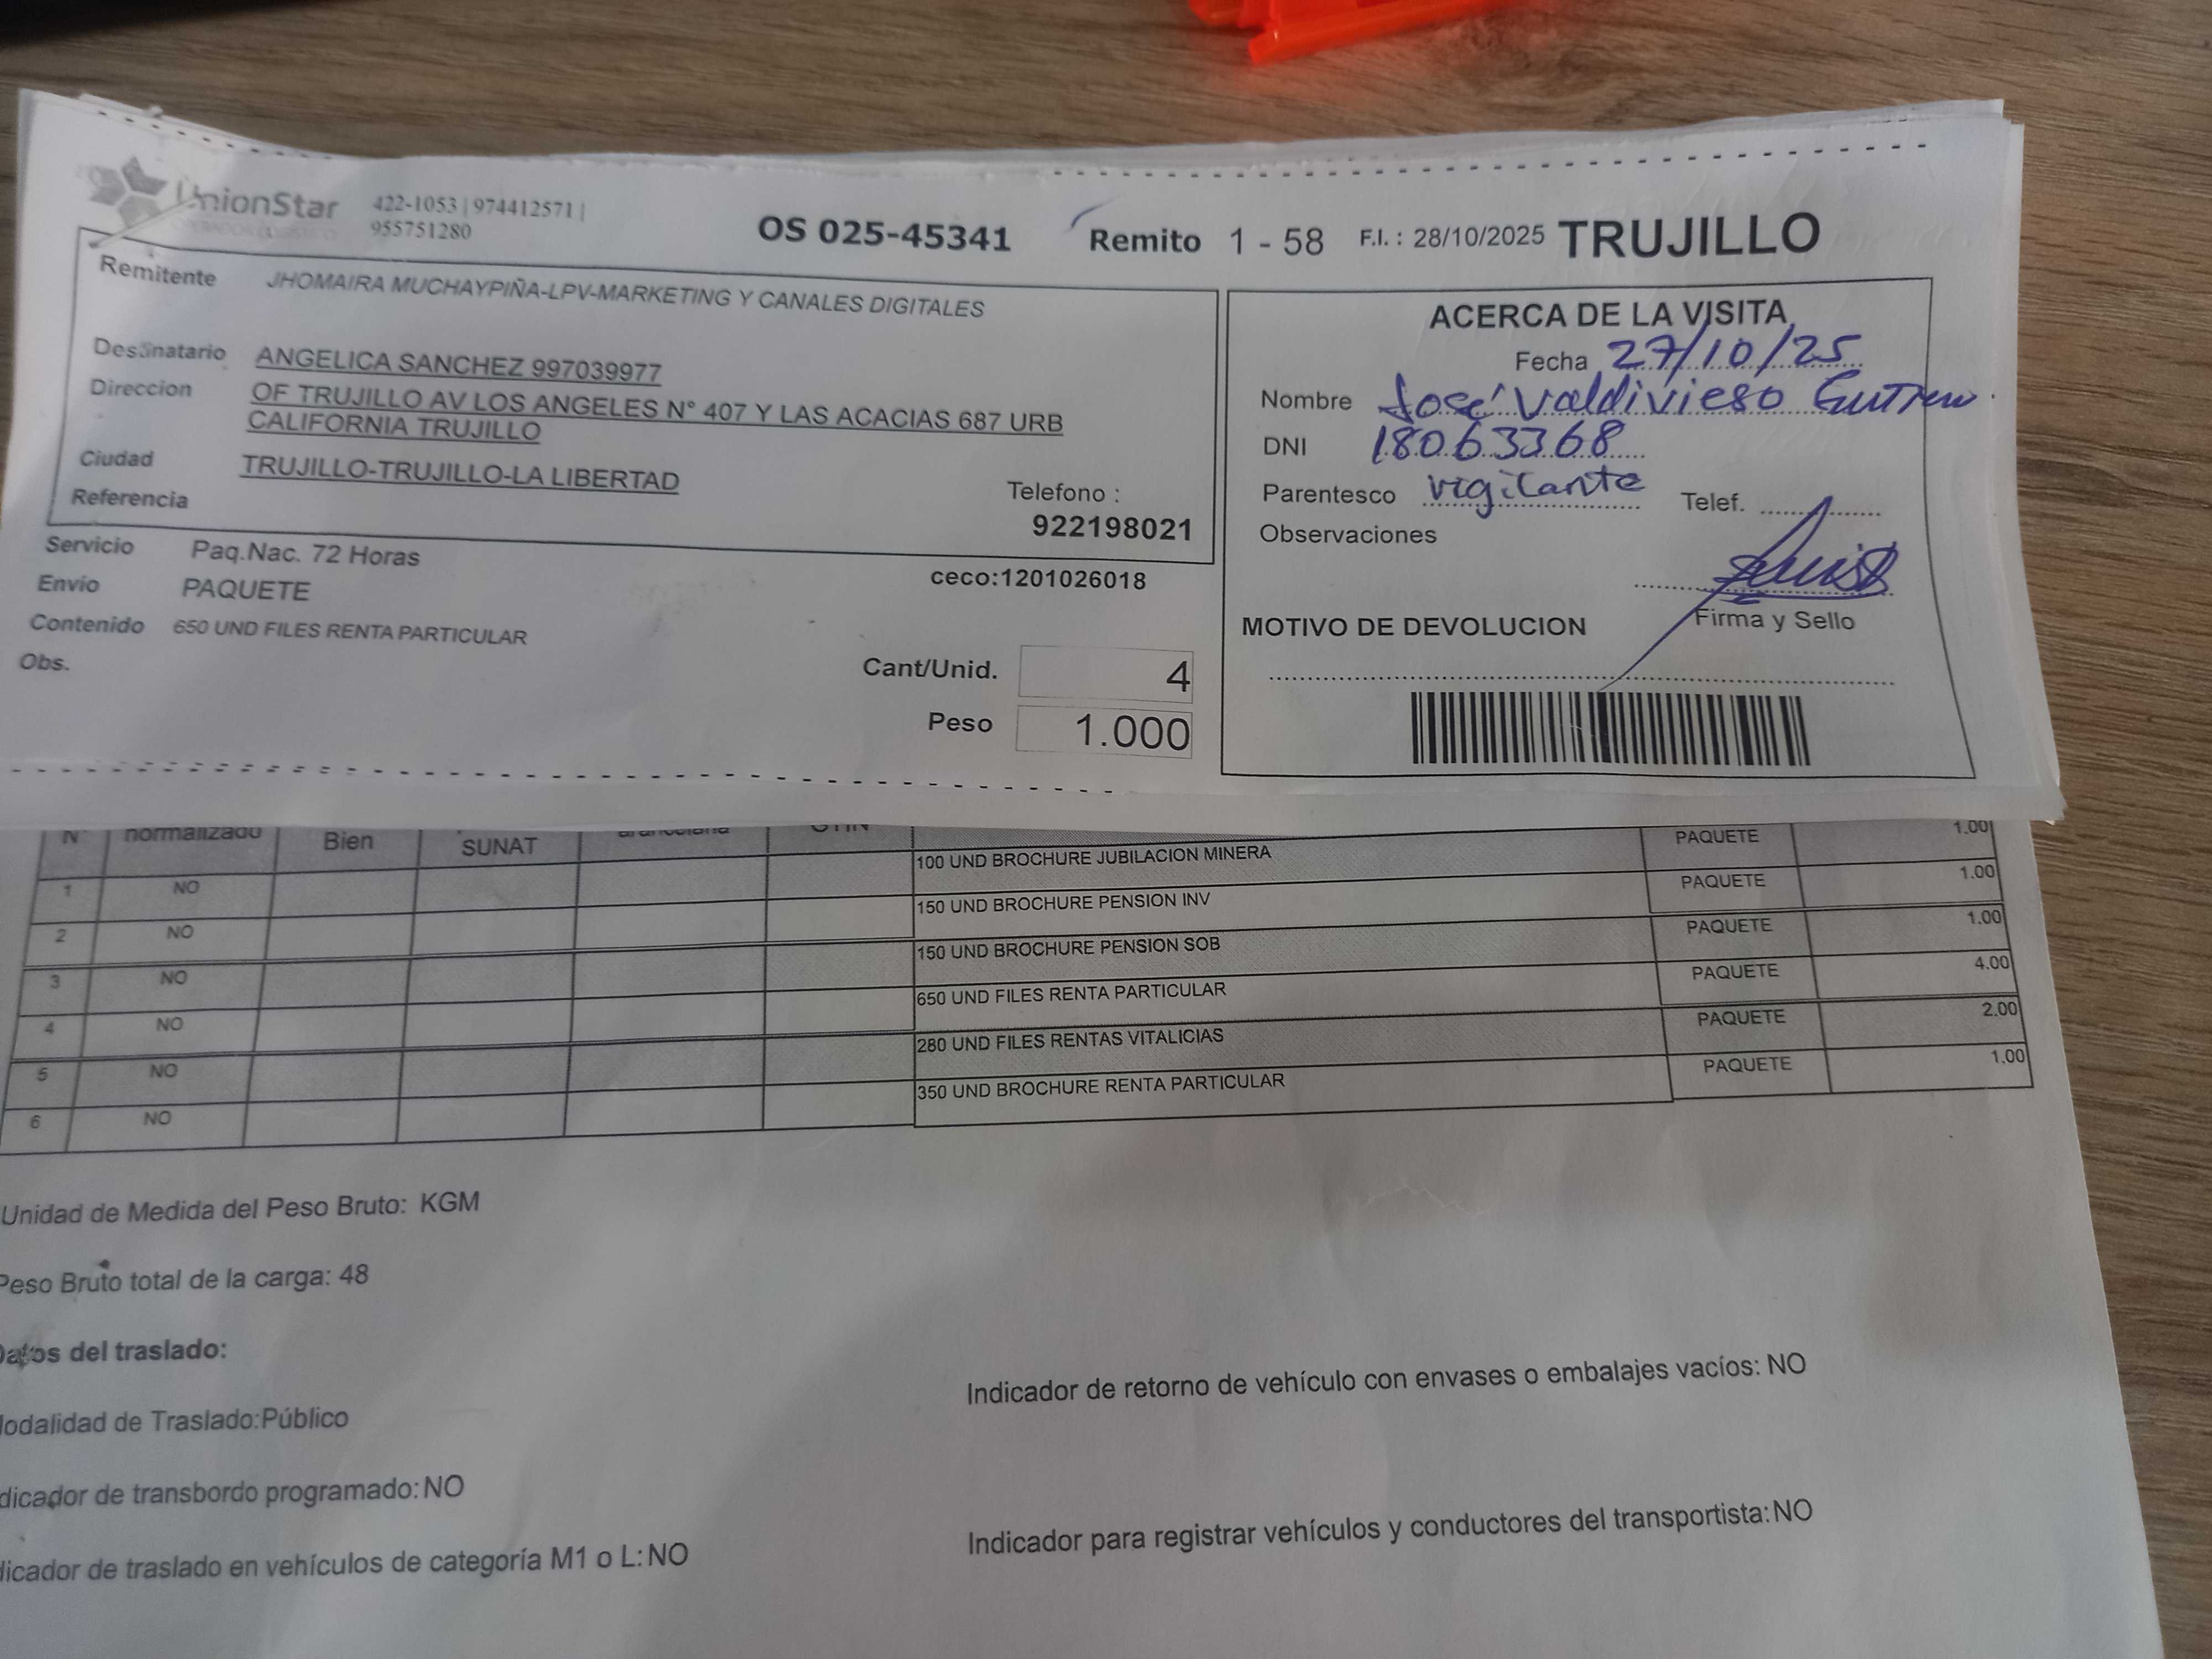 UnionStar
422-1053 | 974412571 |
955751280
OS 025-45341
Remito 1 - 58 F.I. : 28/10/2025 TRUJILLO
Remitente JHOMAIRA MUCHAYPIÑA-LPV-MARKETING Y CANALES DIGITALES
Destinatario ANGELICA SANCHEZ 997039977
Direccion OF TRUJILLO AV LOS ANGELES N° 407 Y LAS ACACIAS 687 URB
CALIFORNIA TRUJILLO
Ciudad TRUJILLO-TRUJILLO-LA LIBERTAD
Referencia
Telefono :
922198021
Servicio Paq.Nac. 72 Horas
ceco:1201026018
Envio PAQUETE
Contenido 650 UND FILES RENTA PARTICULAR
Obs.
Cant/Unid. 4
Peso 1.000
ACERCA DE LA VISITA
Fecha 27/10/25
Nombre José Valdivieso
DNI 18063368
Parentesco vigilante Telef.
Observaciones
Firma y Sello
MOTIVO DE DEVOLUCION
N° normalizado Bien SUNAT arancelaria GTIN
1 NO 100 UND BROCHURE JUBILACION MINERA PAQUETE 1.00
2 NO 150 UND BROCHURE PENSION INV PAQUETE 1.00
3 NO 150 UND BROCHURE PENSION SOB PAQUETE 1.00
4 NO 650 UND FILES RENTA PARTICULAR PAQUETE 4.00
5 NO 280 UND FILES RENTAS VITALICIAS PAQUETE 2.00
6 NO 350 UND BROCHURE RENTA PARTICULAR PAQUETE 1.00
Unidad de Medida del Peso Bruto: KGM
Peso Bruto total de la carga: 48
Datos del traslado:
Indicador de retorno de vehículo con envases o embalajes vacíos: NO
odalidad de Traslado:Público
dicador de transbordo programado:NO
Indicador para registrar vehículos y conductores del transportista:NO
dicador de traslado en vehículos de categoría M1 o L:NO